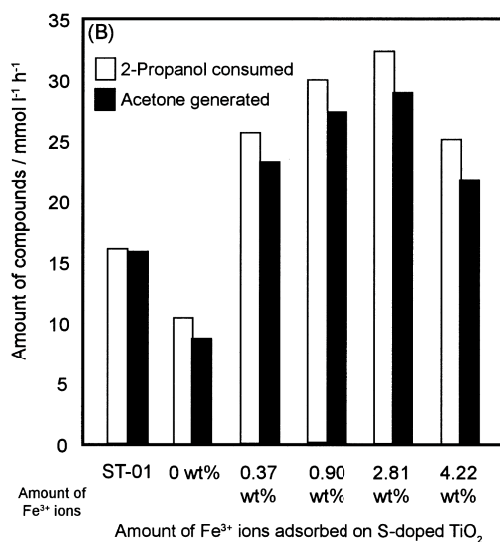 (B)
2-Propanol consumed
Acetone generated
Amount of compounds / mmol l⁻¹ h⁻¹
35
30
25
20
15
10
5
0
ST-01 0 wt% 0.37 0.90 2.81 4.22
wt% wt% wt% wt%
Amount of
Fe³⁺ ions
Amount of Fe³⁺ ions adsorbed on S-doped TiO₂